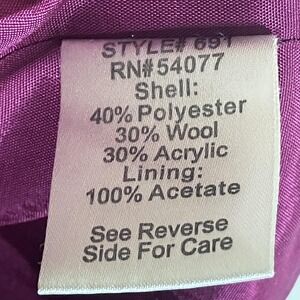 STYLE# 691
RN#54077
Shell:
40% Polyester
30% Wool
30% Acrylic
Lining:
100% Acetate
See Reverse
Side For Care